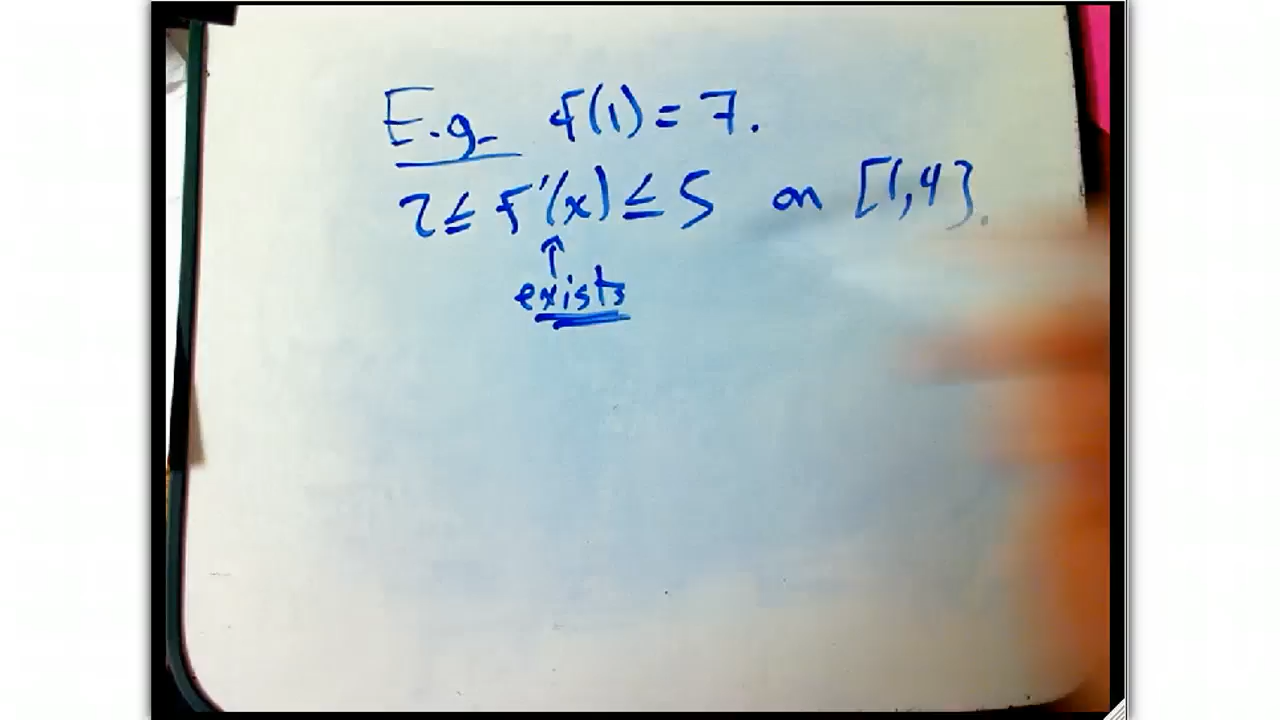 E.g. f(1) = 7.
2 ≤ f'(x) ≤ 5 on [1,4].
↑
exists